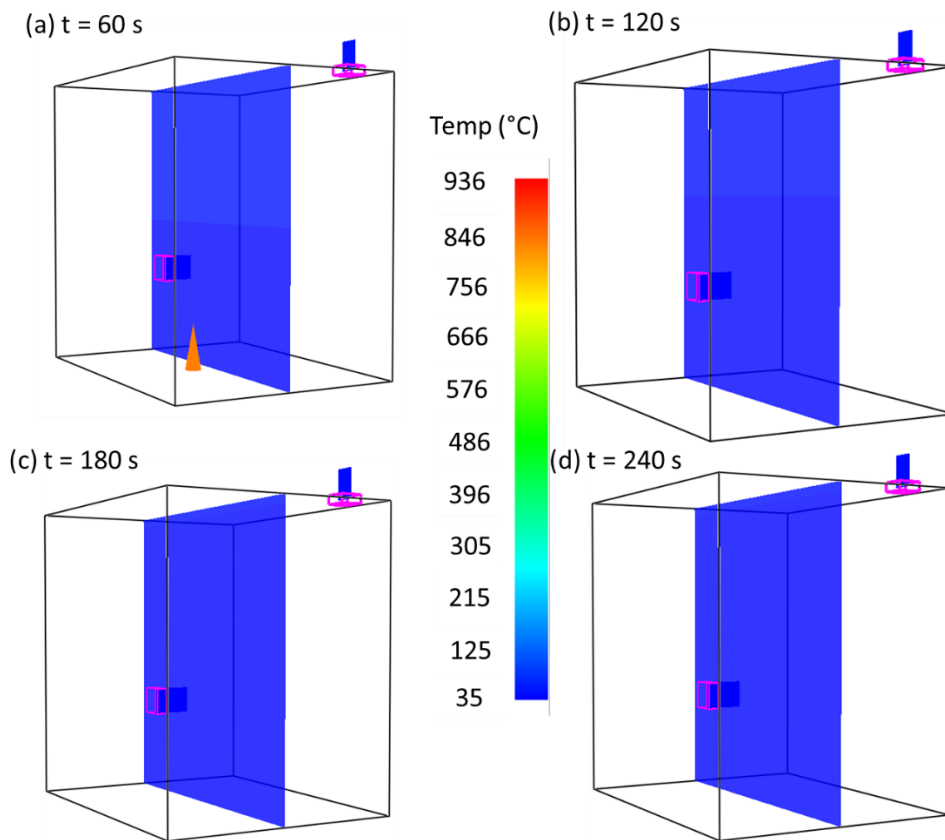 (a) t = 60 s
(b) t = 120 s
Temp (°C)
936
846
756
666
576
486
396
305
215
125
35
(c) t = 180 s
(d) t = 240 s